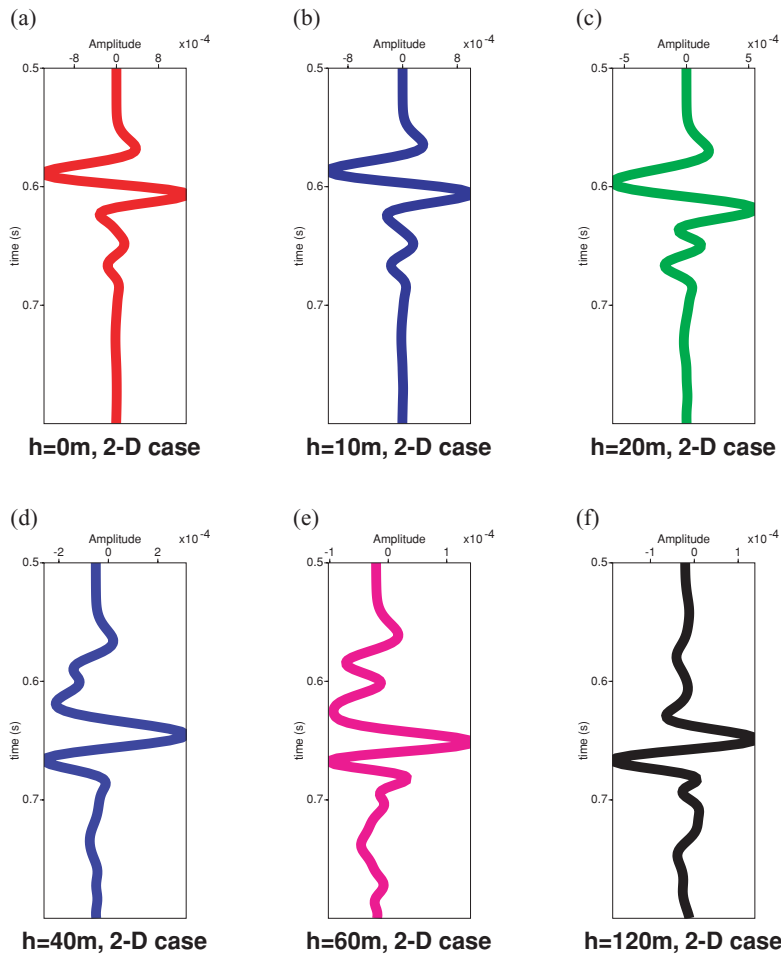 (a) (b) (c)
Amplitude x10-4 Amplitude x10-4 Amplitude x10-4
-8 0 8 -8 0 8 -5 0 5
0.5 0.5 0.5
0.6 0.6 0.6
time (s) time (s) time (s)
0.7 0.7 0.7
h=0m, 2-D case h=10m, 2-D case h=20m, 2-D case
(d) (e) (f)
Amplitude x10-4 Amplitude x10-4 Amplitude x10-4
-2 0 2 -1 0 1 -1 0 1
0.5 0.5 0.5
0.6 0.6 0.6
time (s) time (s) time (s)
0.7 0.7 0.7
h=40m, 2-D case h=60m, 2-D case h=120m, 2-D case